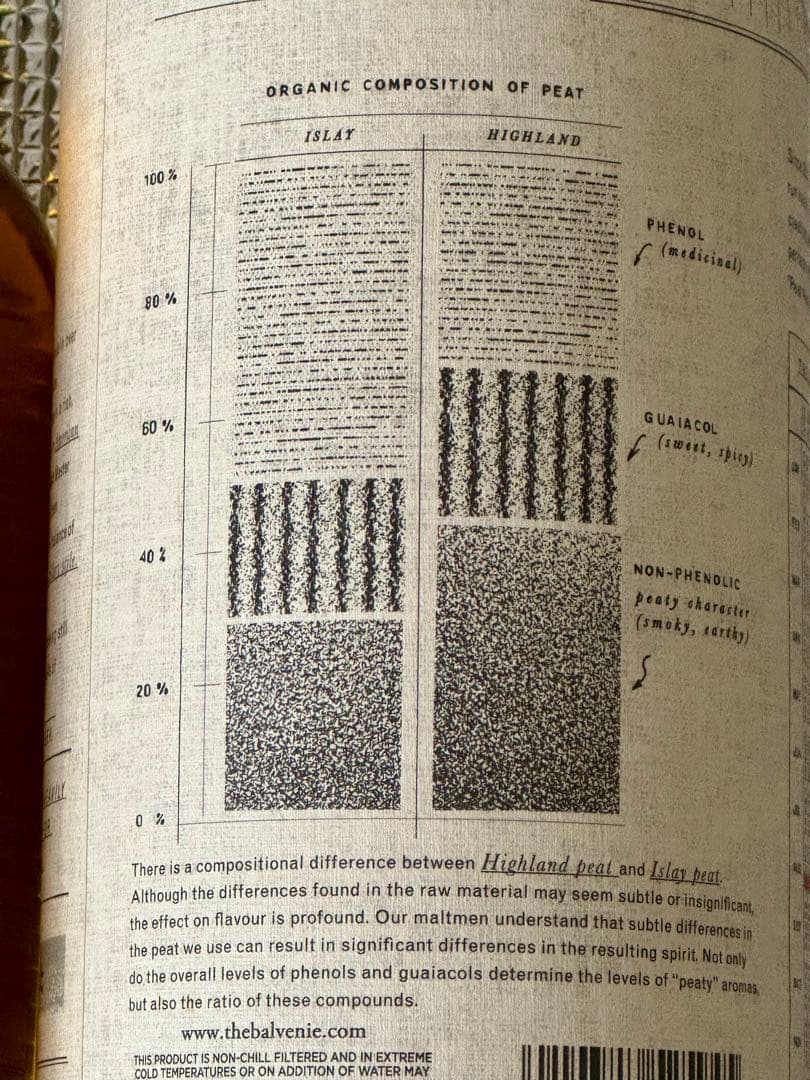 ORGANIC COMPOSITION OF PEAT
ISLAY
HIGHLAND
100 %
80 %
60 %
40 %
20 %
0 %
PHENOL
(medicinal)
GUAIACOL
(sweet, spicy)
NON-PHENOLIC
peaty character
(smoky, earthy)
There is a compositional difference between Highland peat and Islay peat.
Although the differences found in the raw material may seem subtle or insignificant,
the effect on flavour is profound. Our maltmen understand that subtle differences in
the peat we use can result in significant differences in the resulting spirit. Not only
do the overall levels of phenols and guaiacols determine the levels of "peaty" aromas,
but also the ratio of these compounds.
www.thebalvenie.com
THIS PRODUCT IS NON-CHILL FILTERED AND IN EXTREME
COLD TEMPERATURES OR ON ADDITION OF WATER MAY